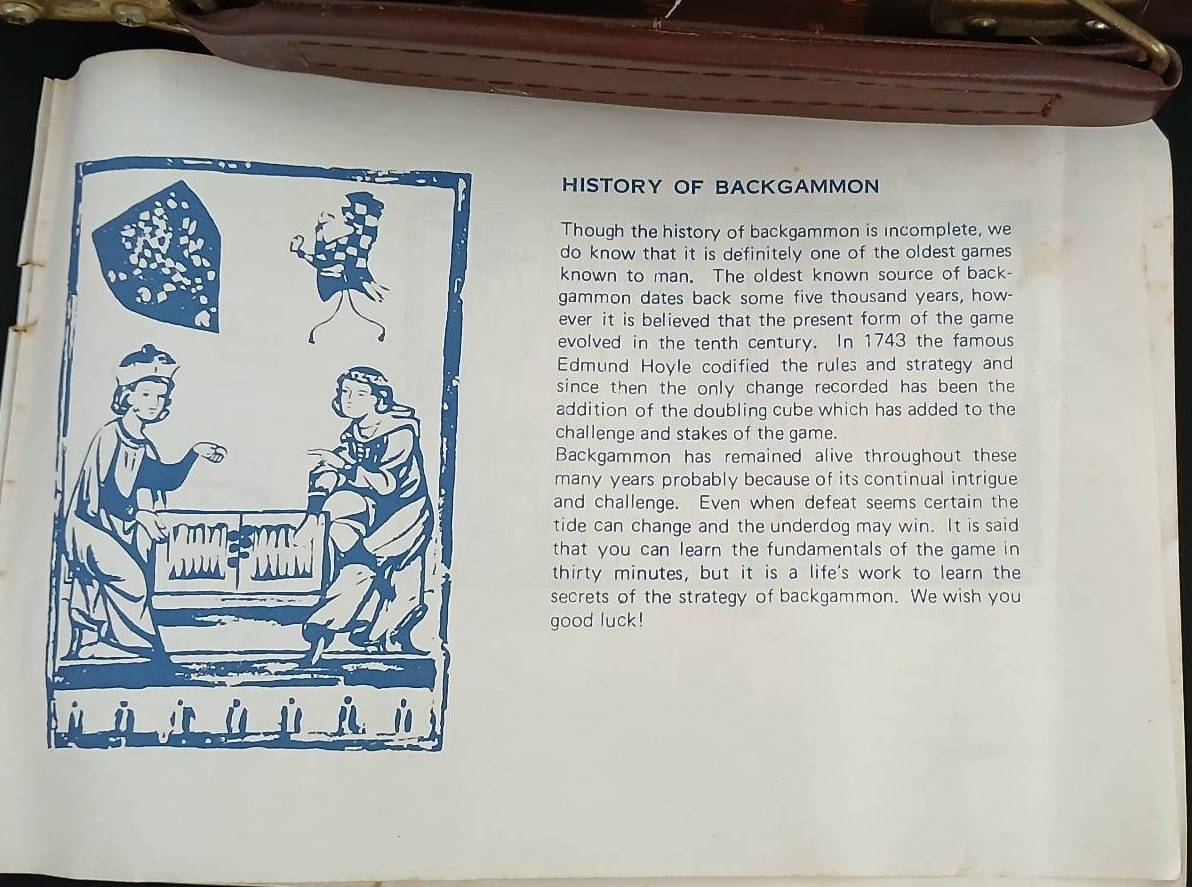 HISTORY OF BACKGAMMON
Though the history of backgammon is incomplete, we
do know that it is definitely one of the oldest games
known to man. The oldest known source of back-
gammon dates back some five thousand years, how-
ever it is believed that the present form of the game
evolved in the tenth century. In 1743 the famous
Edmund Hoyle codified the rules and strategy and
since then the only change recorded has been the
addition of the doubling cube which has added to the
challenge and stakes of the game.
Backgammon has remained alive throughout these
many years probably because of its continual intrigue
and challenge. Even when defeat seems certain the
tide can change and the underdog may win. It is said
that you can learn the fundamentals of the game in
thirty minutes, but it is a life's work to learn the
secrets of the strategy of backgammon. We wish you
good luck!